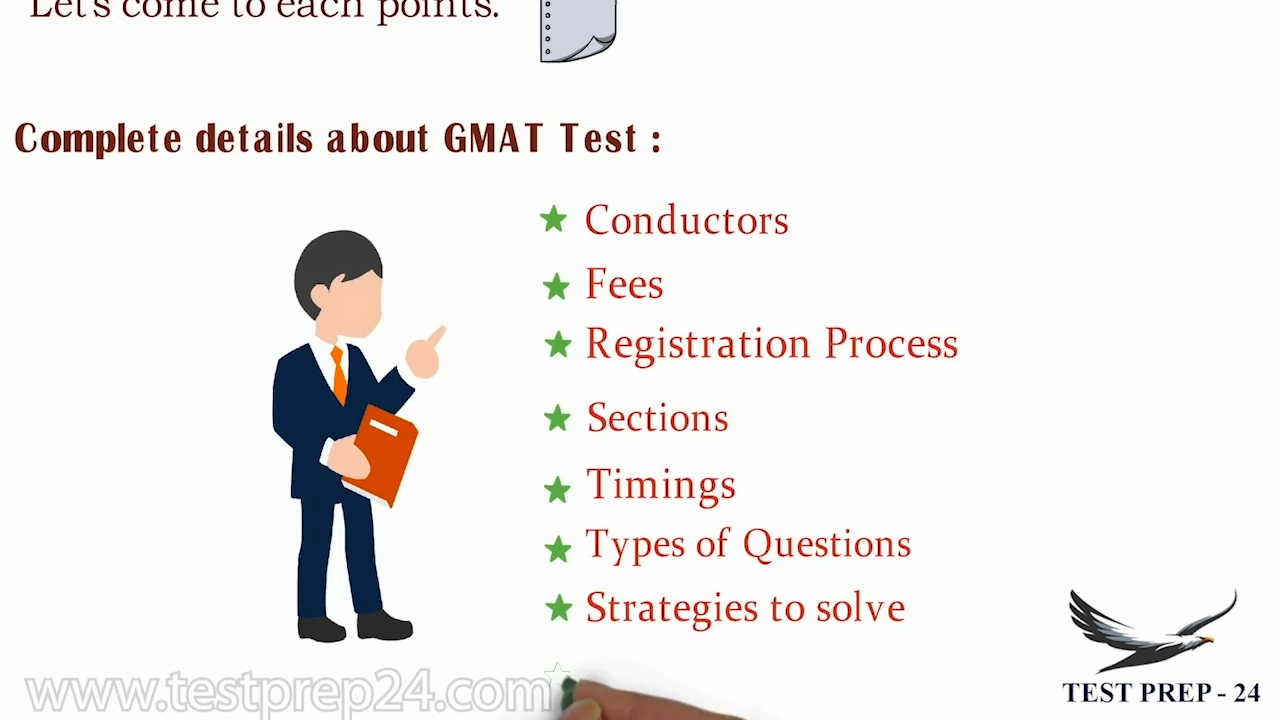 Let's come to each points.
Complete details about GMAT Test :
Conductors
Fees
Registration Process
Sections
Timings
Types of Questions
Strategies to solve
www.testprep24.com
TEST PREP - 24